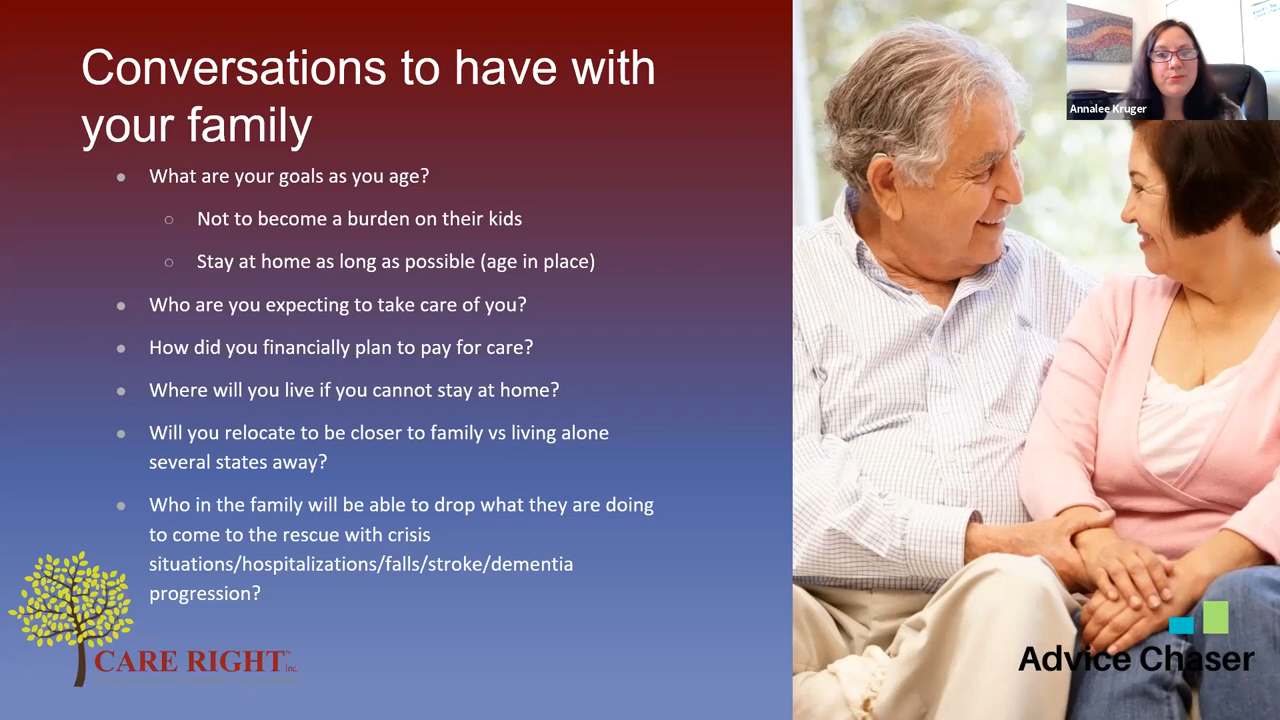 Conversations to have with
your family
What are your goals as you age?
Not to become a burden on their kids
Stay at home as long as possible (age in place)
Who are you expecting to take care of you?
How did you financially plan to pay for care?
Where will you live if you cannot stay at home?
Will you relocate to be closer to family vs living alone
several states away?
Who in the family will be able to drop what they are doing
to come to the rescue with crisis
situations/hospitalizations/falls/stroke/dementia
progression?
CARE RIGHT™ Inc.
Annalee Kruger
Advice Chaser